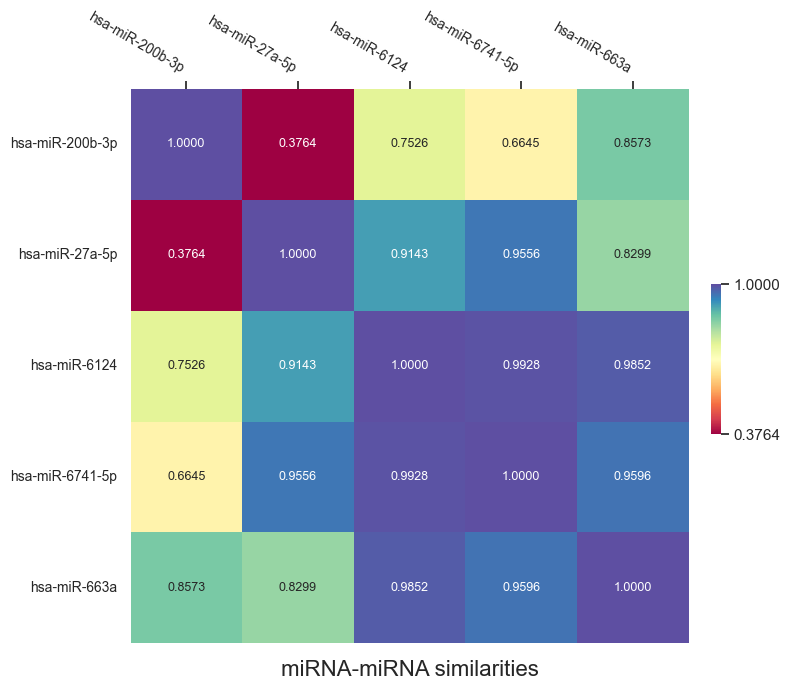 hsa-miR-200b-3p
hsa-miR-27a-5p
hsa-miR-6124
hsa-miR-6741-5p
hsa-miR-663a
hsa-miR-200b-3p 1.0000 0.3764 0.7526 0.6645 0.8573
hsa-miR-27a-5p 0.3764 1.0000 0.9143 0.9556 0.8299
hsa-miR-6124 0.7526 0.9143 1.0000 0.9928 0.9852
hsa-miR-6741-5p 0.6645 0.9556 0.9928 1.0000 0.9596
hsa-miR-663a 0.8573 0.8299 0.9852 0.9596 1.0000
1.0000
0.3764
miRNA-miRNA similarities